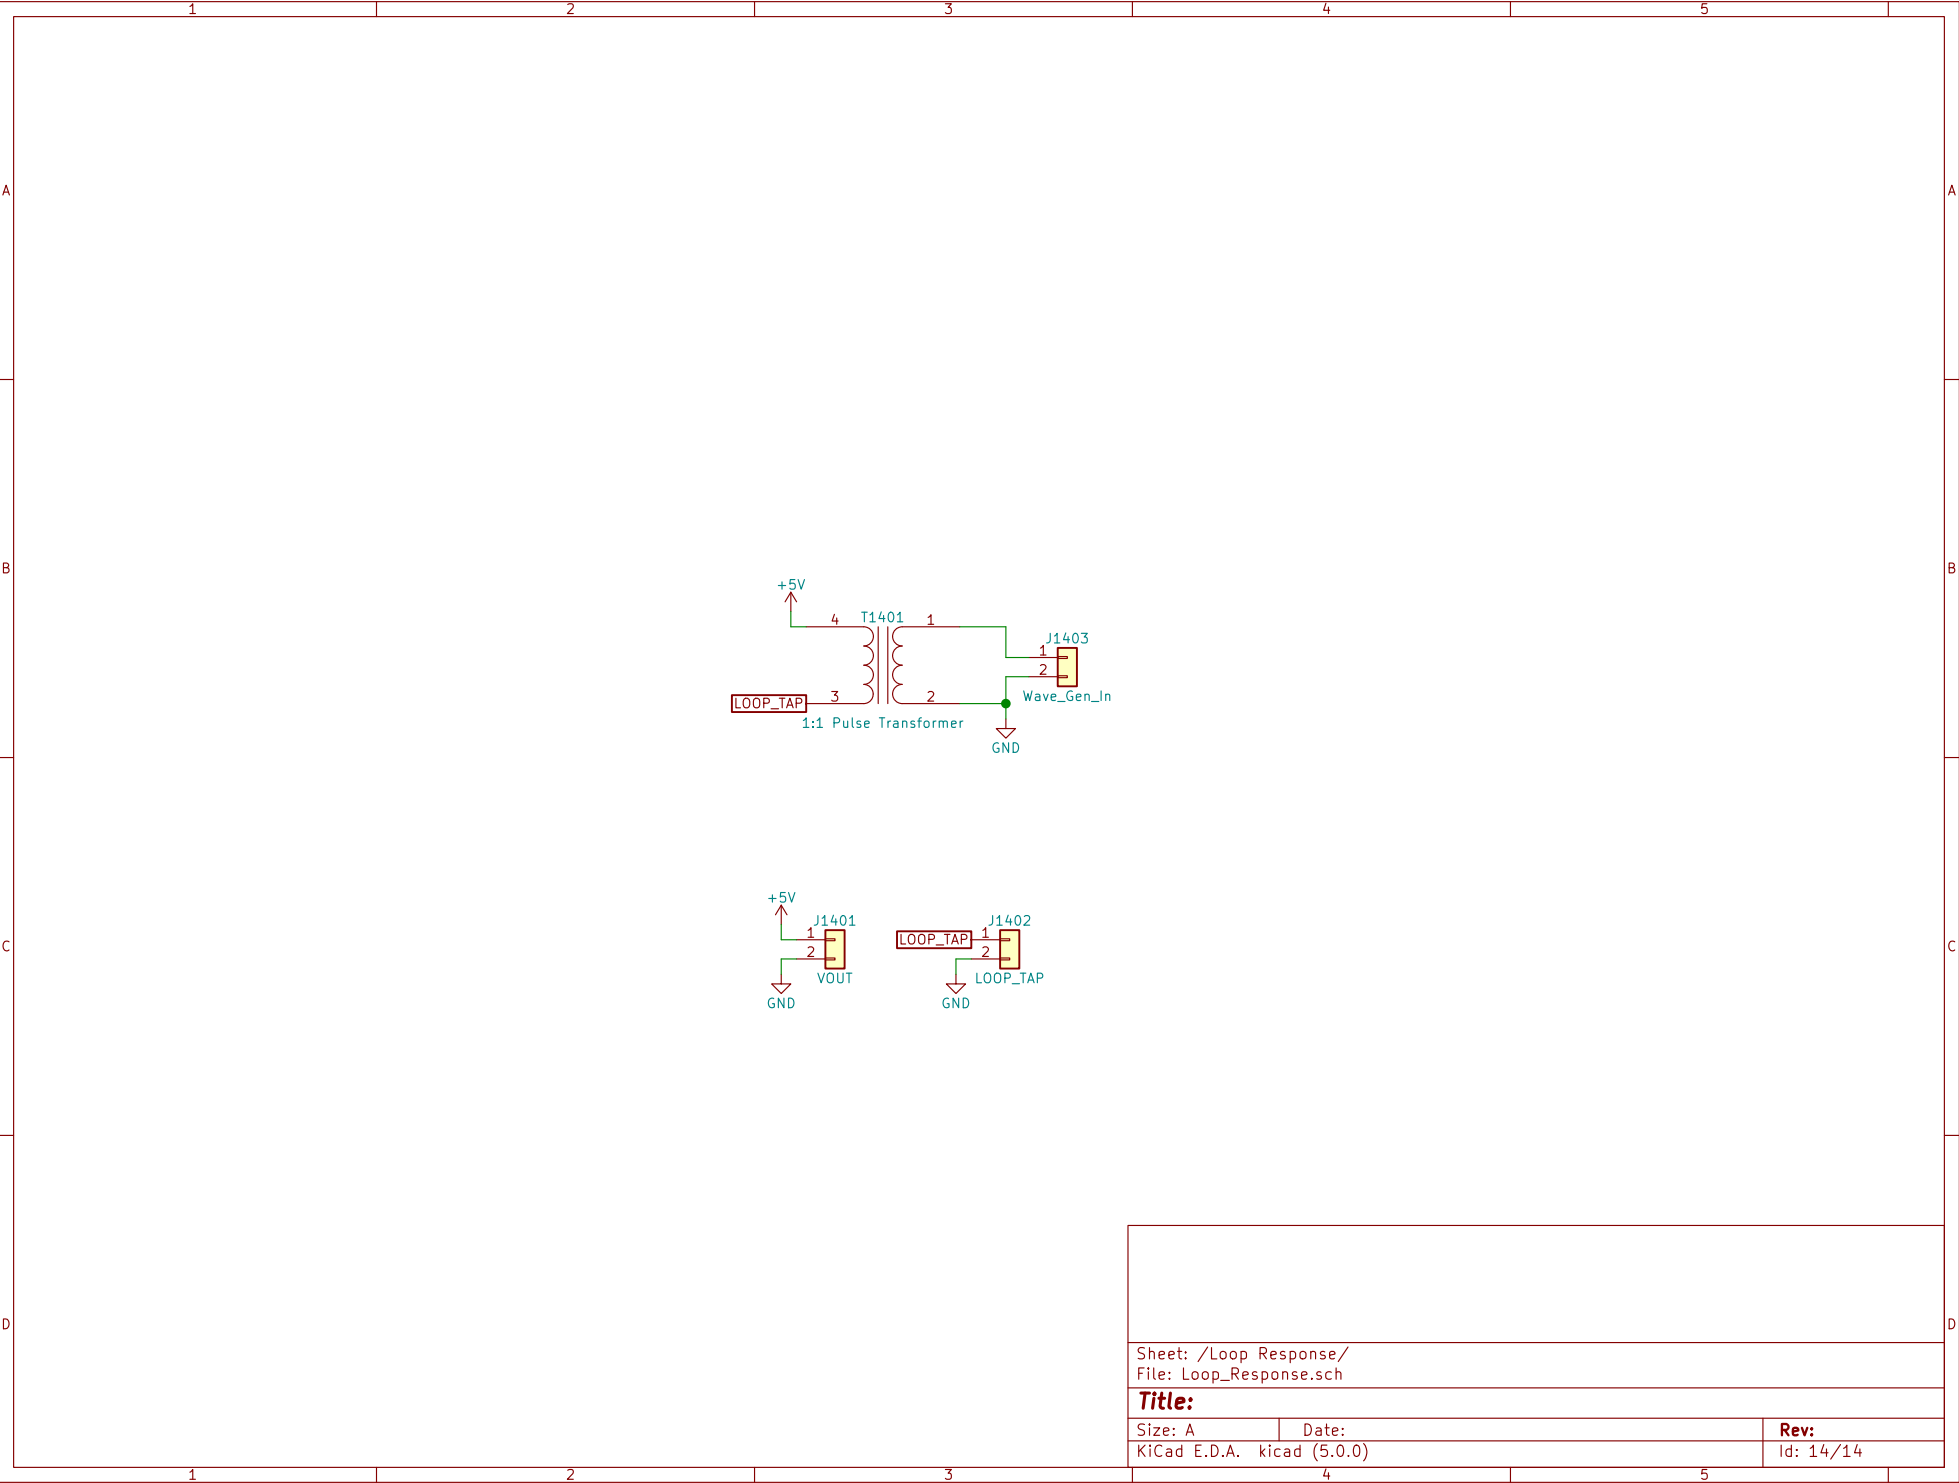 1 2 3 4 5
A A
B B
+5V
4 T1401 1
J1403
1
2
LOOP_TAP 3 2 Wave_Gen_In
1:1 Pulse Transformer
GND
+5V
J1401 J1402
1 LOOP_TAP 1
2 2
C C
VOUT LOOP_TAP
GND GND
D D
Sheet: /Loop Response/
File: Loop_Response.sch
Title:
Size: A Date: Rev:
KiCad E.D.A. kicad (5.0.0) Id: 14/14
1 2 3 4 5